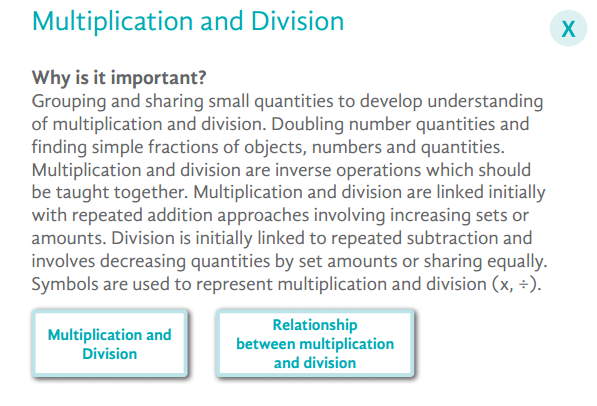 Multiplication and Division
X
Why is it important?
Grouping and sharing small quantities to develop understanding
of multiplication and division. Doubling number quantities and
finding simple fractions of objects, numbers and quantities.
Multiplication and division are inverse operations which should
be taught together. Multiplication and division are linked initially
with repeated addition approaches involving increasing sets or
amounts. Division is initially linked to repeated subtraction and
involves decreasing quantities by set amounts or sharing equally.
Symbols are used to represent multiplication and division (x, ÷).
Multiplication and
Division
Relationship
between multiplication
and division